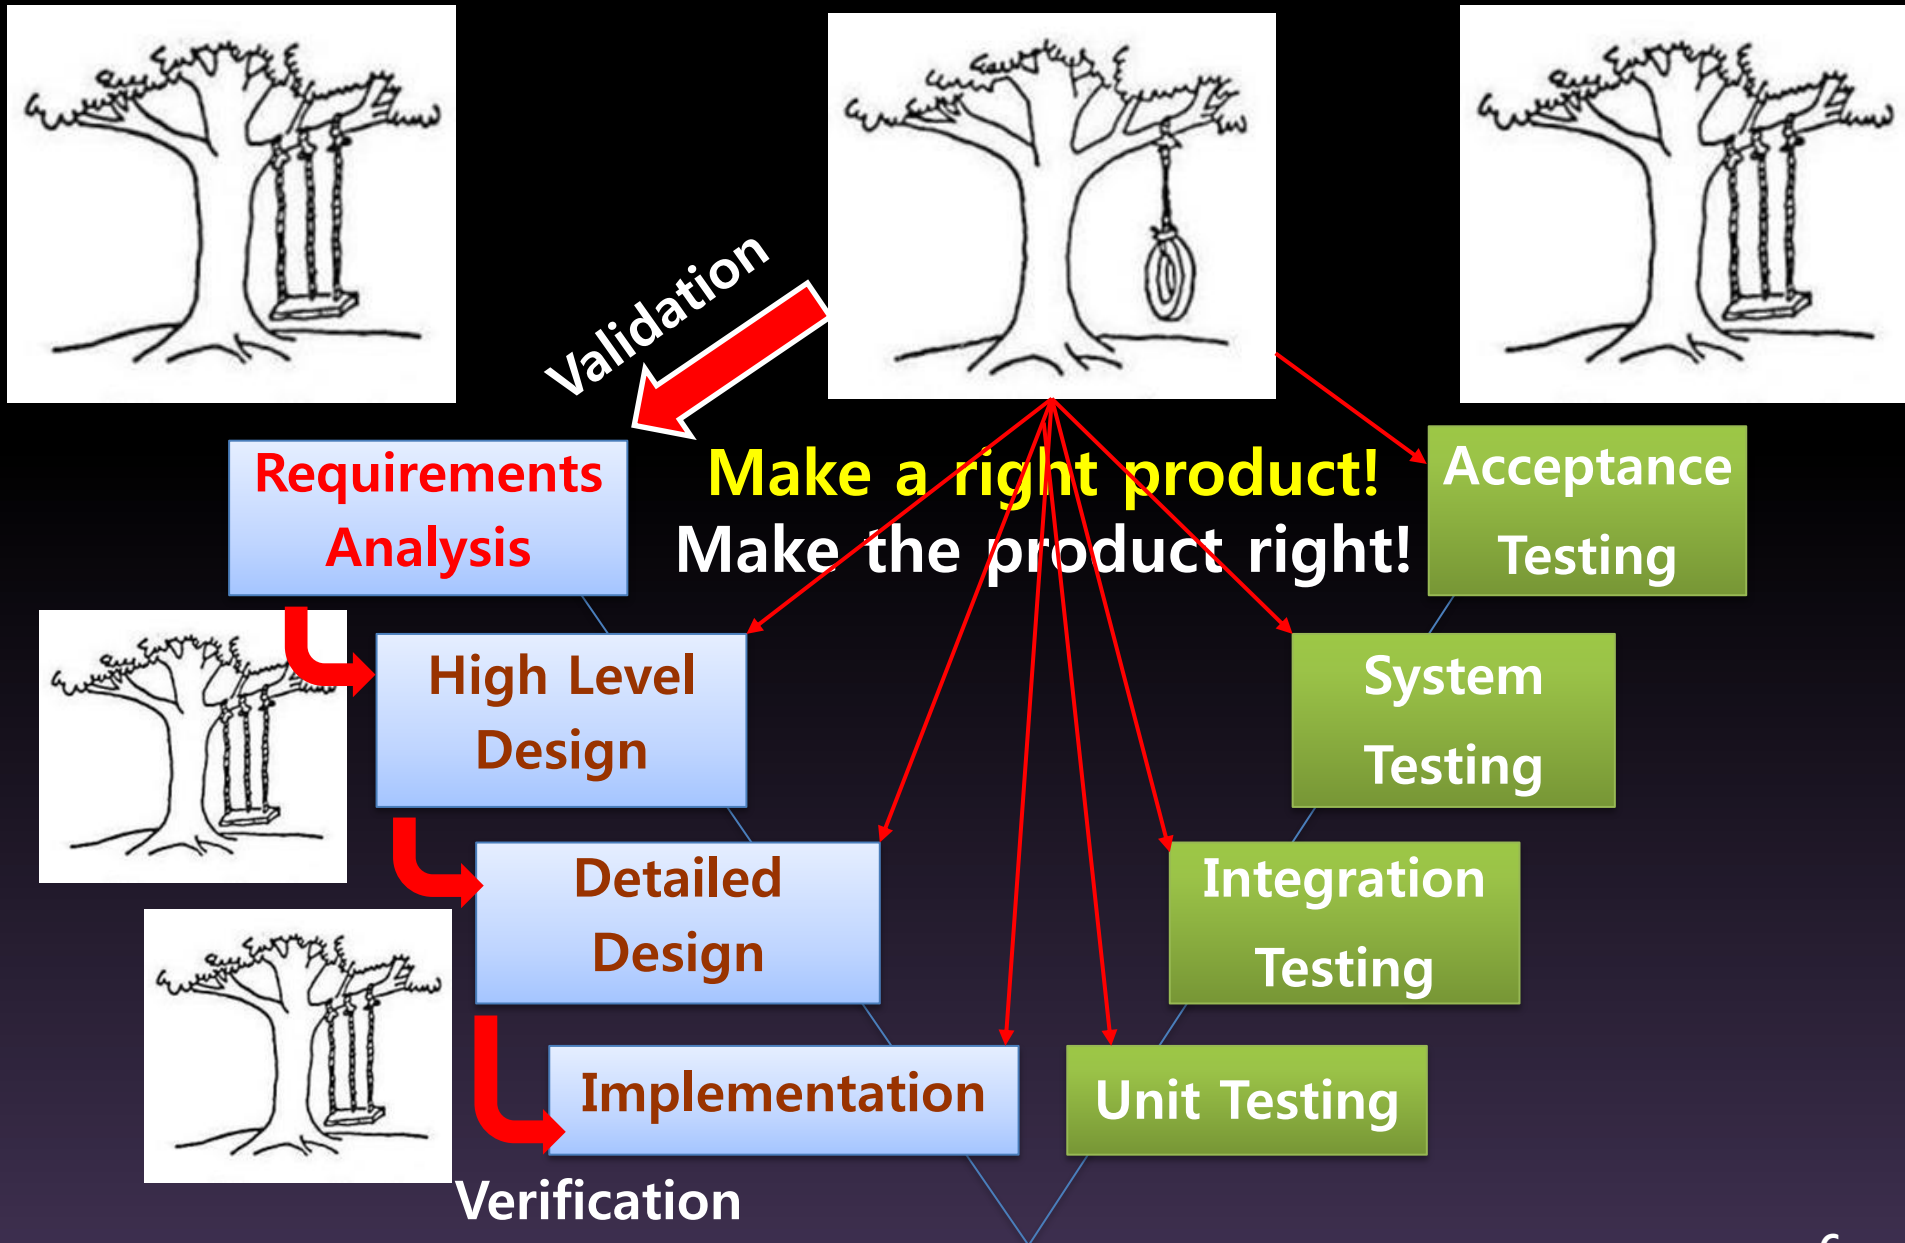 Validation
Make a right product!
Make the product right!
Requirements
Analysis
Acceptance
Testing
High Level
Design
System
Testing
Detailed
Design
Integration
Testing
Implementation
Unit Testing
Verification